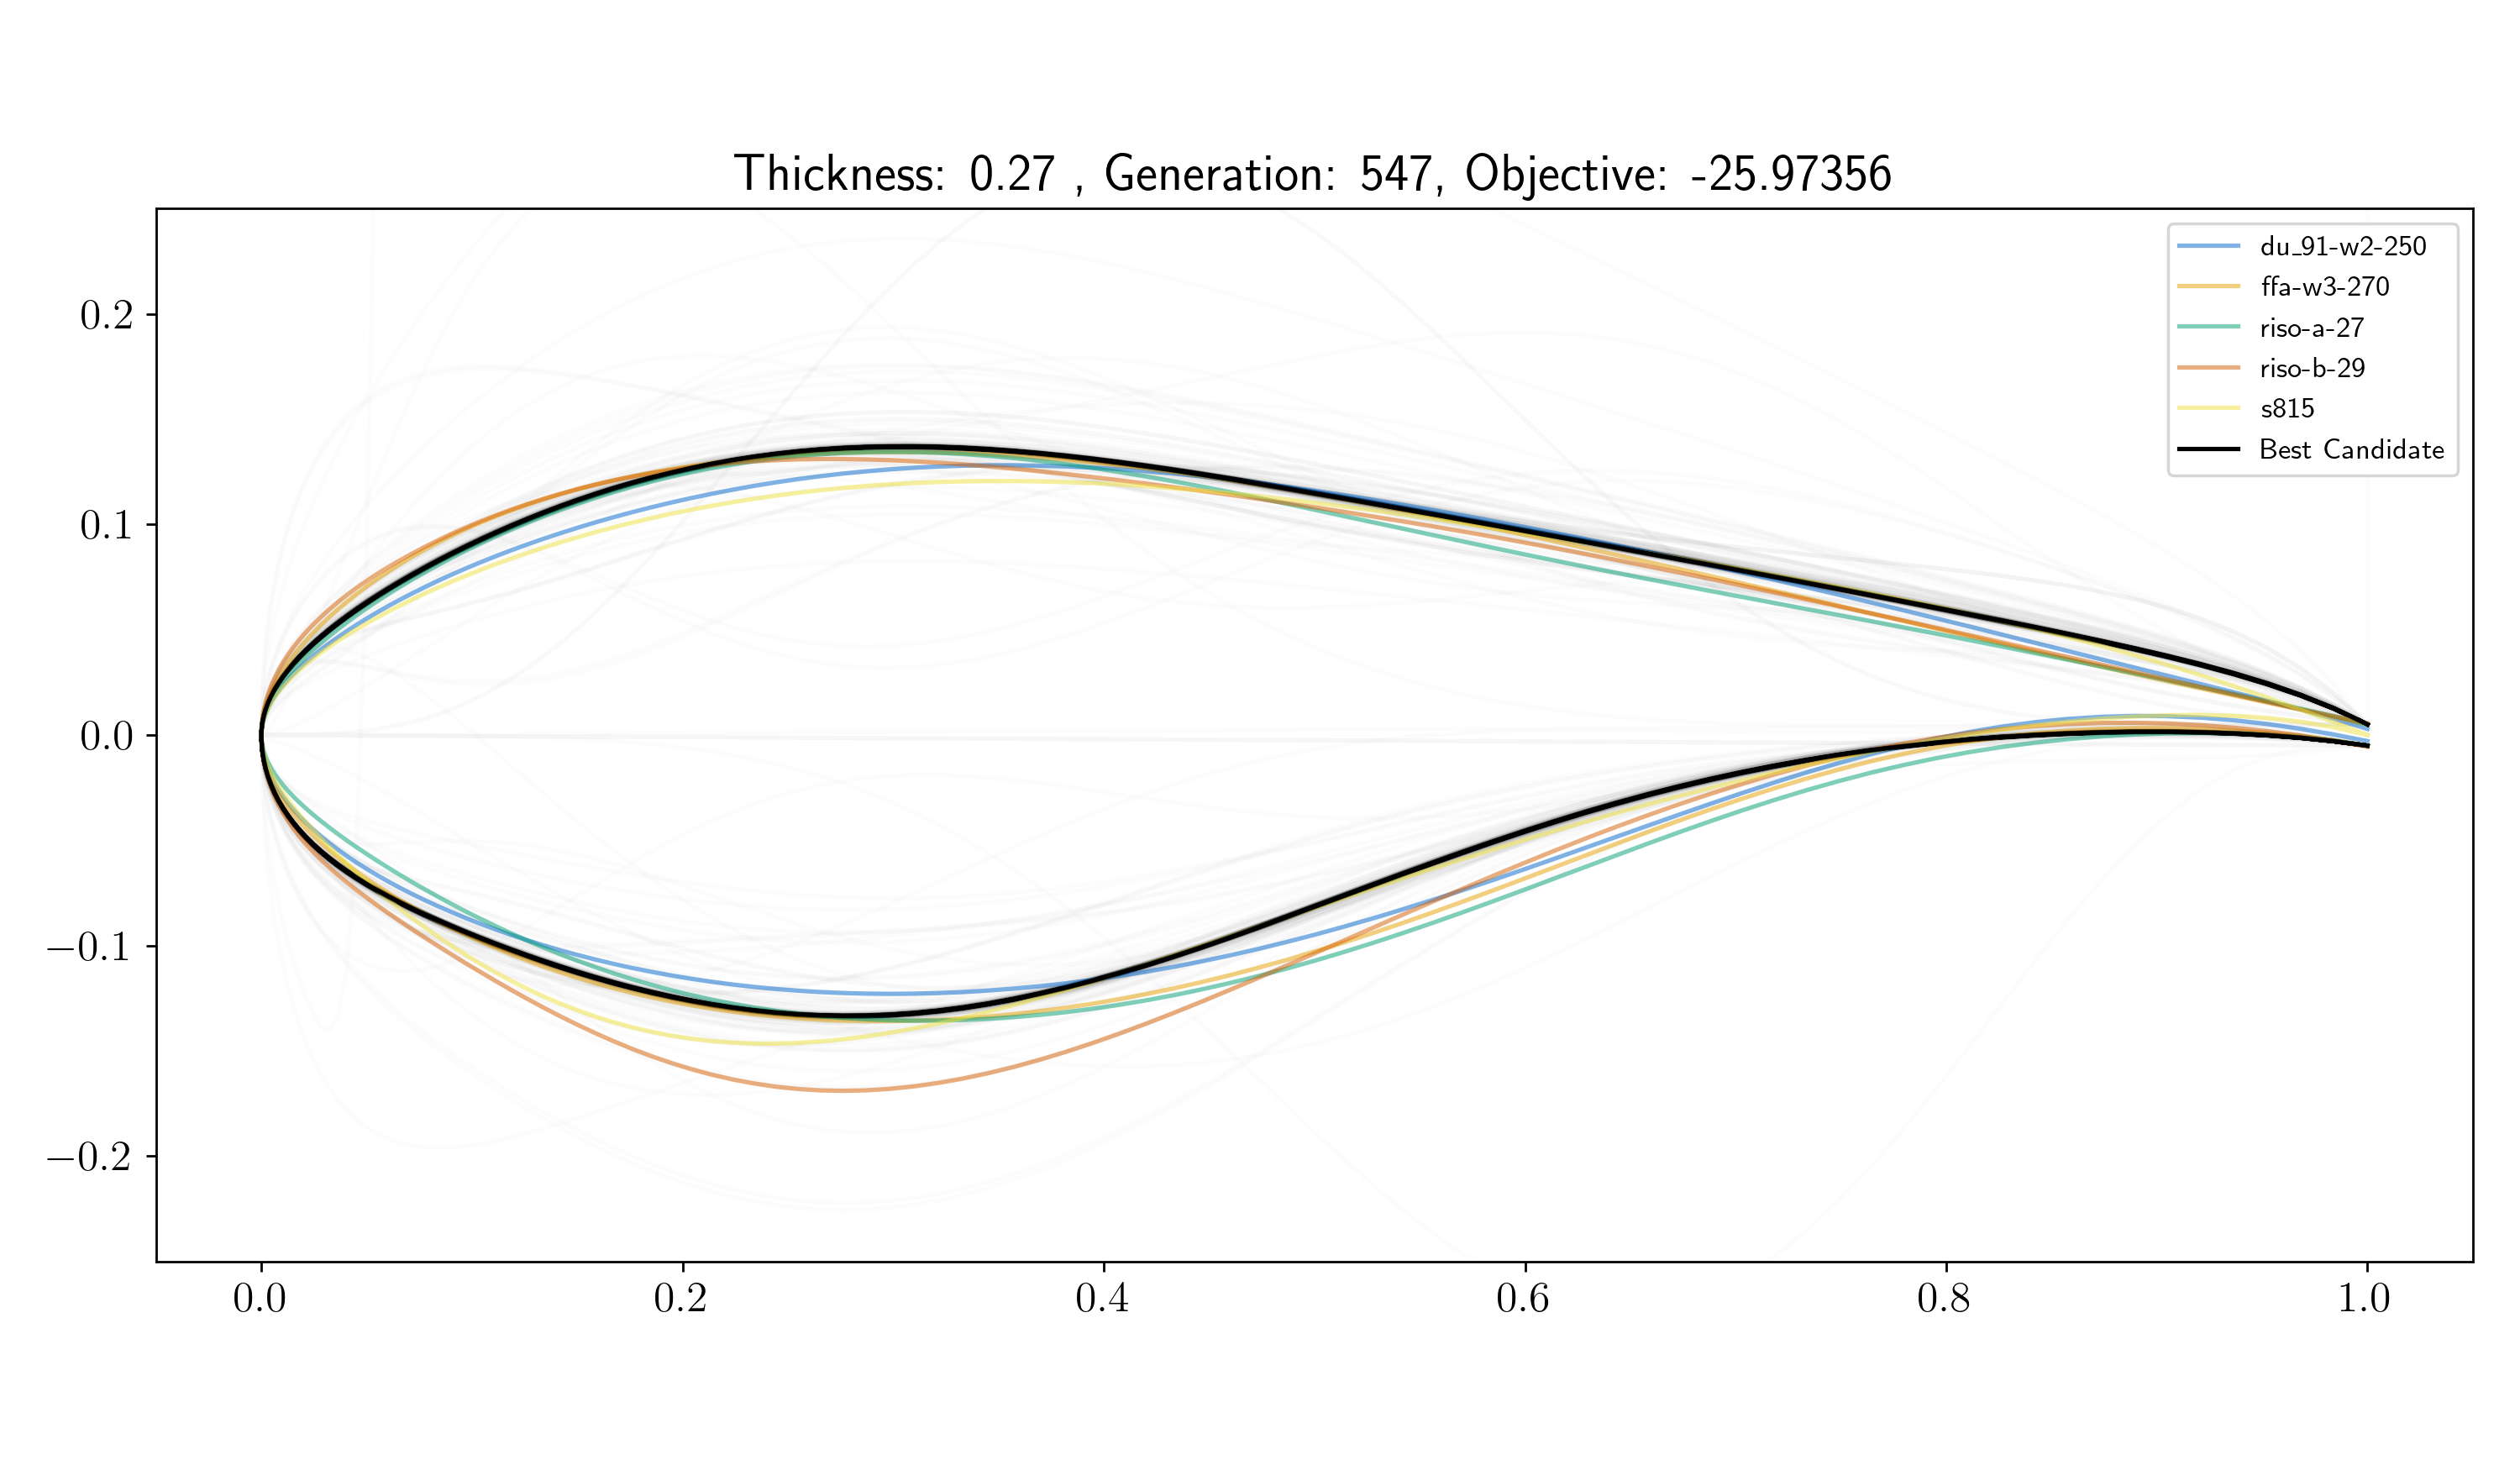 Thickness: 0.27 , Generation: 547, Objective: -25.97356
du_91-w2-250
ffa-w3-270
riso-a-27
riso-b-29
s815
Best Candidate
0.2
0.1
0.0
−0.1
−0.2
0.0 0.2 0.4 0.6 0.8 1.0